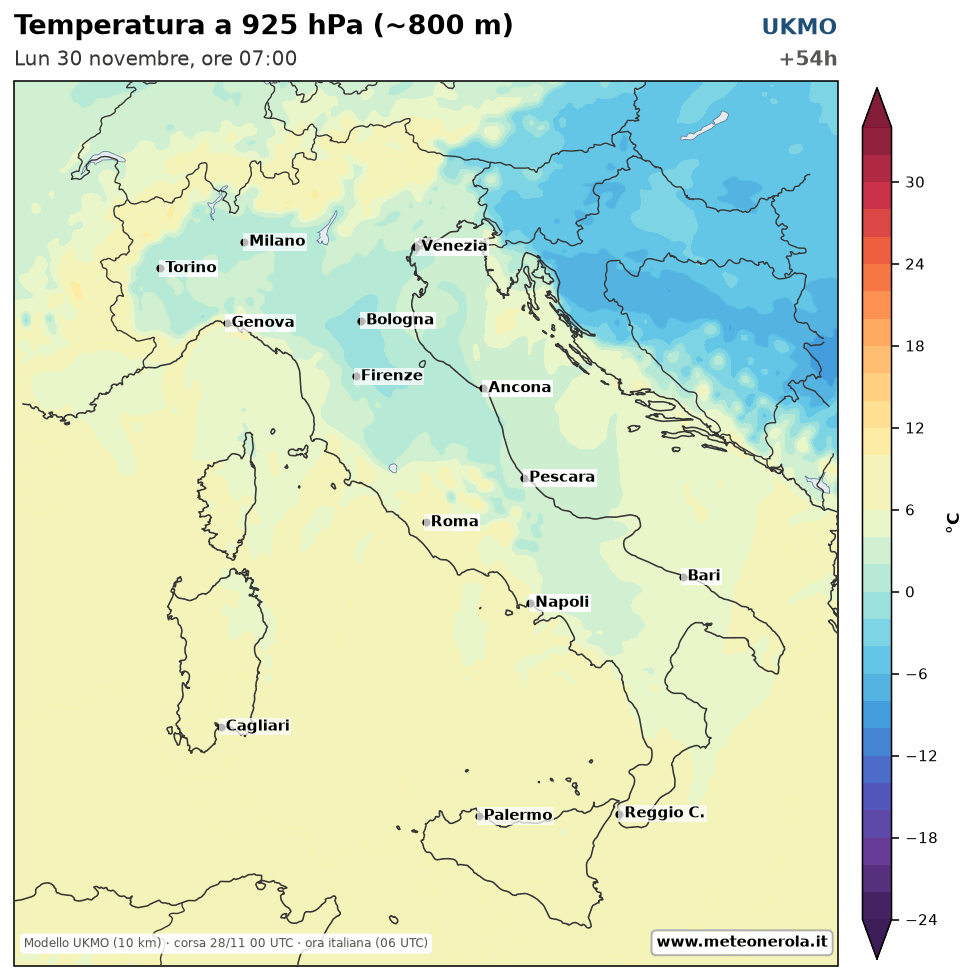 Temperatura a 925 hPa (~800 m)
UKMO
Lun 30 novembre, ore 07:00
+54h
Milano
Venezia
Torino
Genova
Bologna
Firenze
Ancona
Pescara
Roma
Bari
Napoli
Cagliari
Palermo
Reggio C.
30
24
18
12
6
0
−6
−12
−18
−24
°C
Modello UKMO (10 km) · corsa 28/11 00 UTC · ora italiana (06 UTC)
www.meteonerola.it